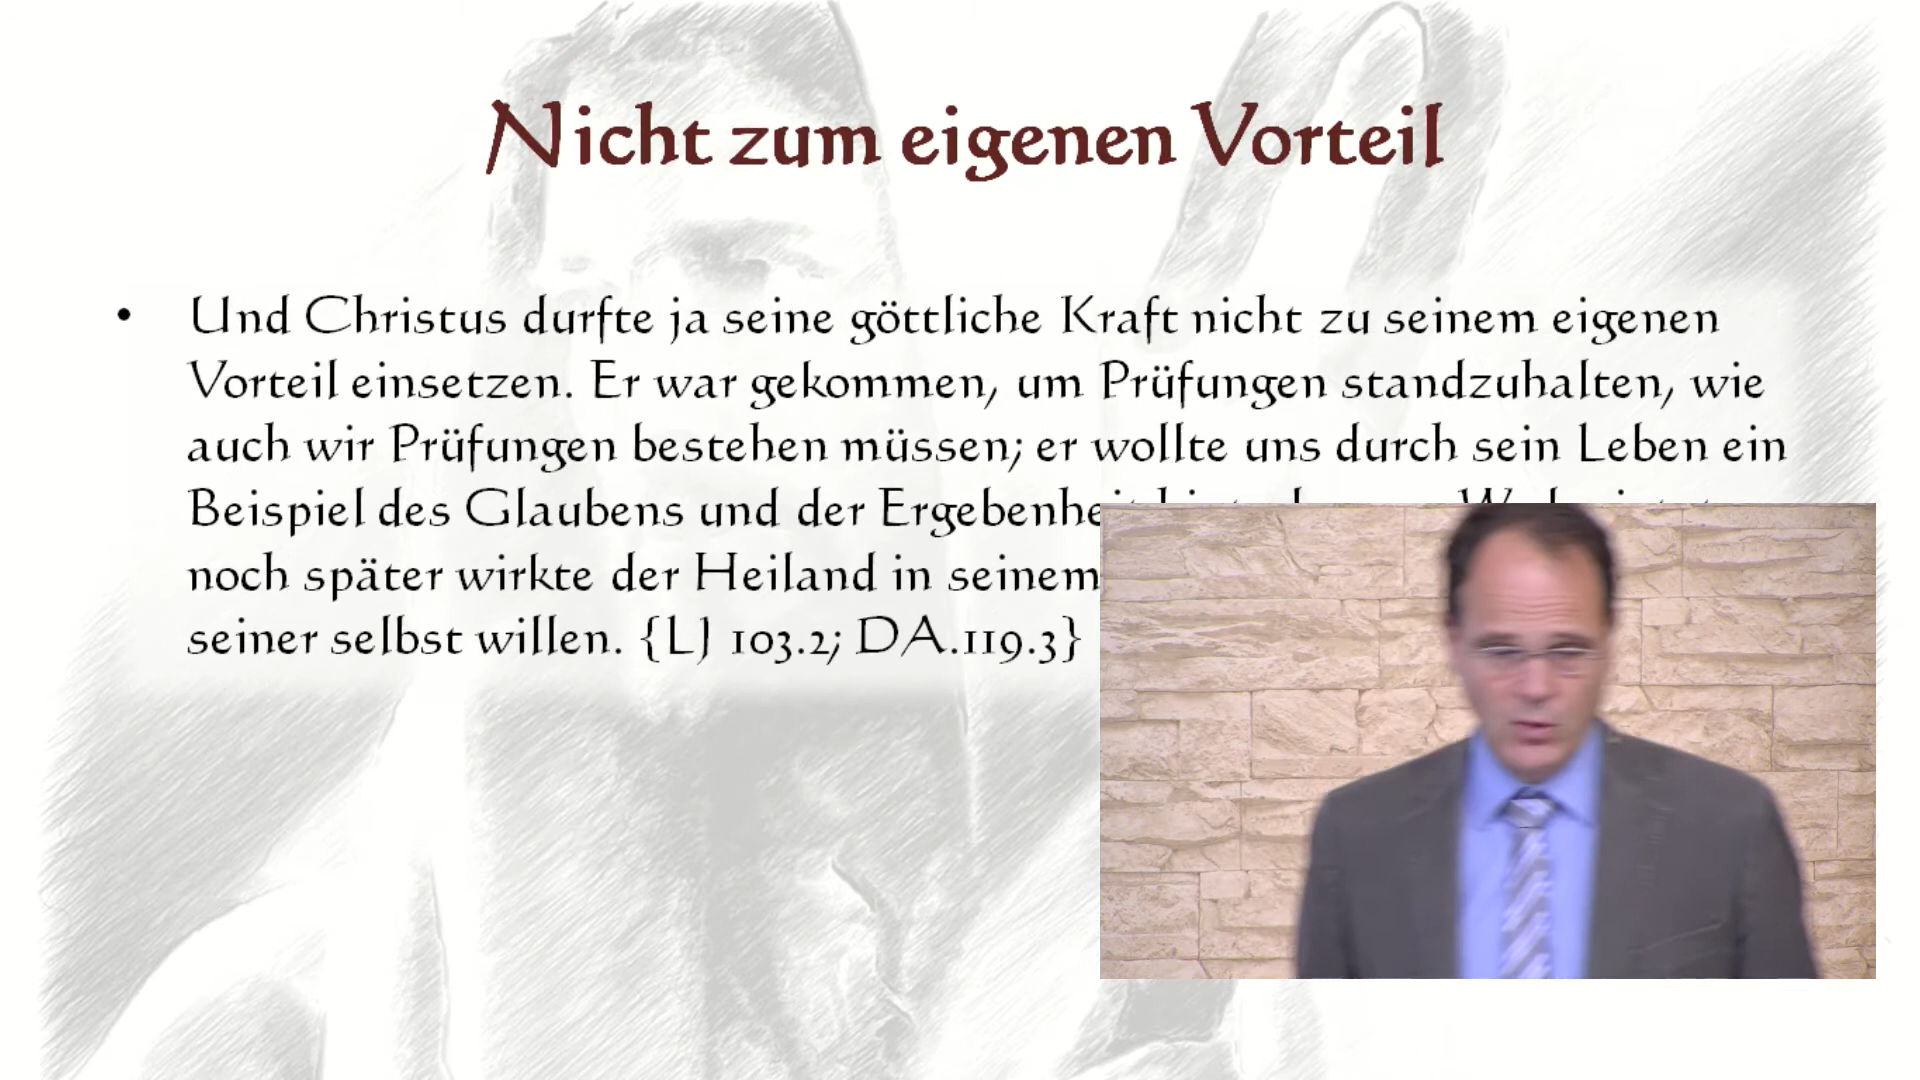 Nicht zum eigenen Vorteil
• Und Christus durfte ja seine göttliche Kraft nicht zu seinem eigenen
Vorteil einsetzen. Er war gekommen, um Prüfungen standzuhalten, wie
auch wir Prüfungen bestehen müssen; er wollte uns durch sein Leben ein
Beispiel des Glaubens und der
noch später wirkte der Heiland in seinem
seiner selbst willen. {LJ 103.2; DA.119.3}